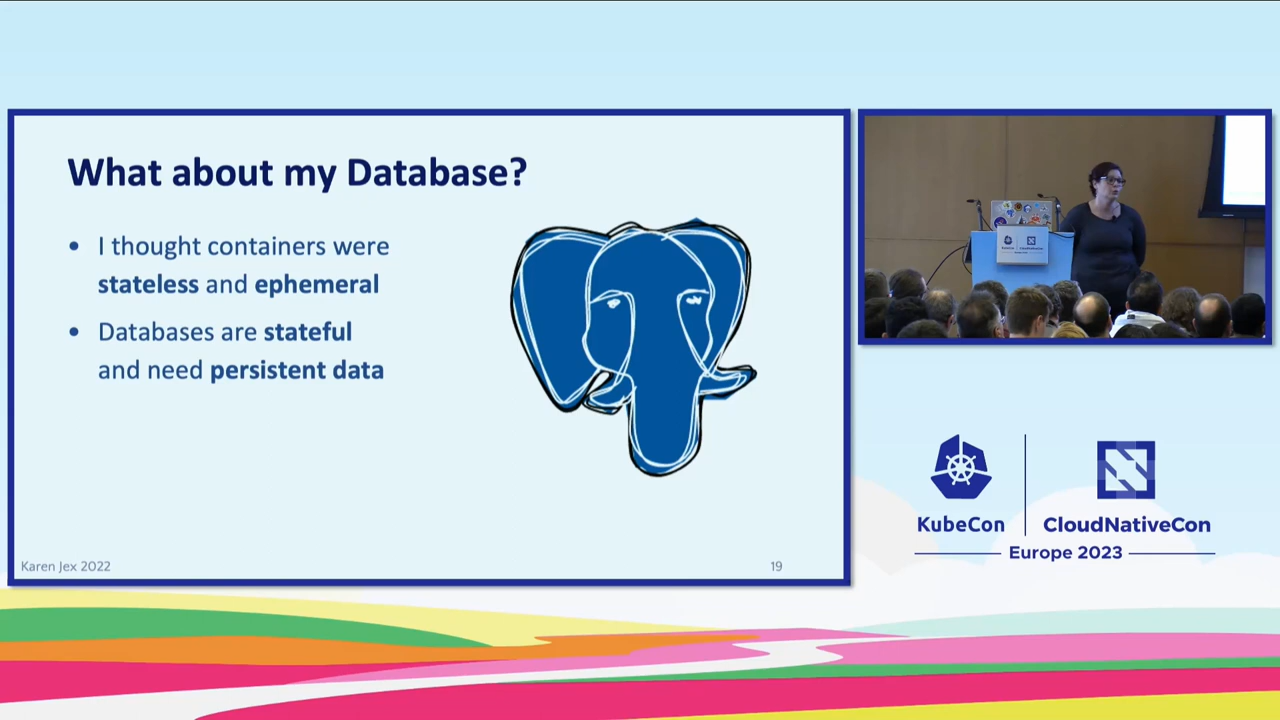 What about my Database?
• I thought containers were
stateless and ephemeral
• Databases are stateful
and need persistent data
Karen Jex 2022
19
KubeCon
CloudNativeCon
Europe 2023